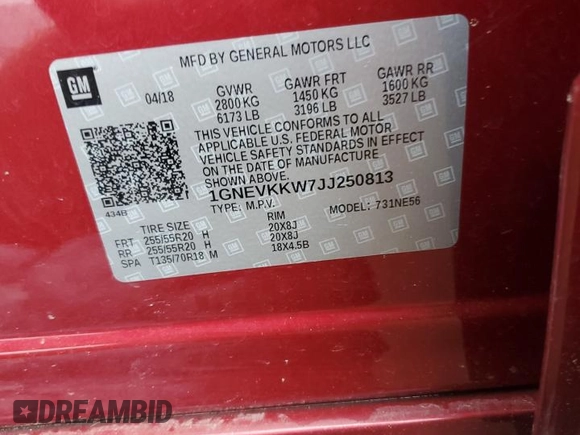 MFD BY GENERAL MOTORS LLC
GM
04/18
GVWR
2800 KG
6173 LB
GAWR FRT
1450 KG
3196 LB
GAWR RR
1600 KG
3527 LB
THIS VEHICLE CONFORMS TO ALL
APPLICABLE U.S. FEDERAL MOTOR
VEHICLE SAFETY STANDARDS IN EFFECT
ON THE DATE OF MANUFACTURE
SHOWN ABOVE.
1GNEVKKW7JJ250813
434B
TYPE: M.P.V. MODEL: 731NE56
TIRE SIZE RIM
FRT 255/55R20 H 20X8J
RR 255/55R20 H 20X8J
SPA T135/70R18 M 18X4.5B
DREAMBID